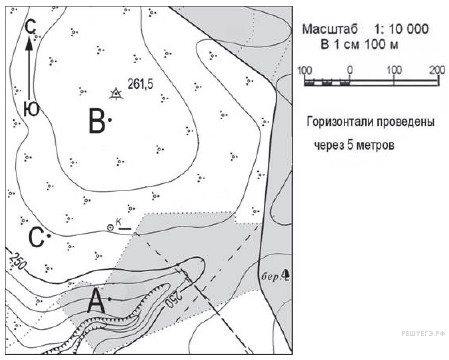 С
Ю
261,5
В
С
к
250
А
250
бер.
Масштаб 1: 10 000
В 1 см 100 м
100 0 100 200
Горизонтали проведены
через 5 метров
РЕШУЕГЭ.РФ